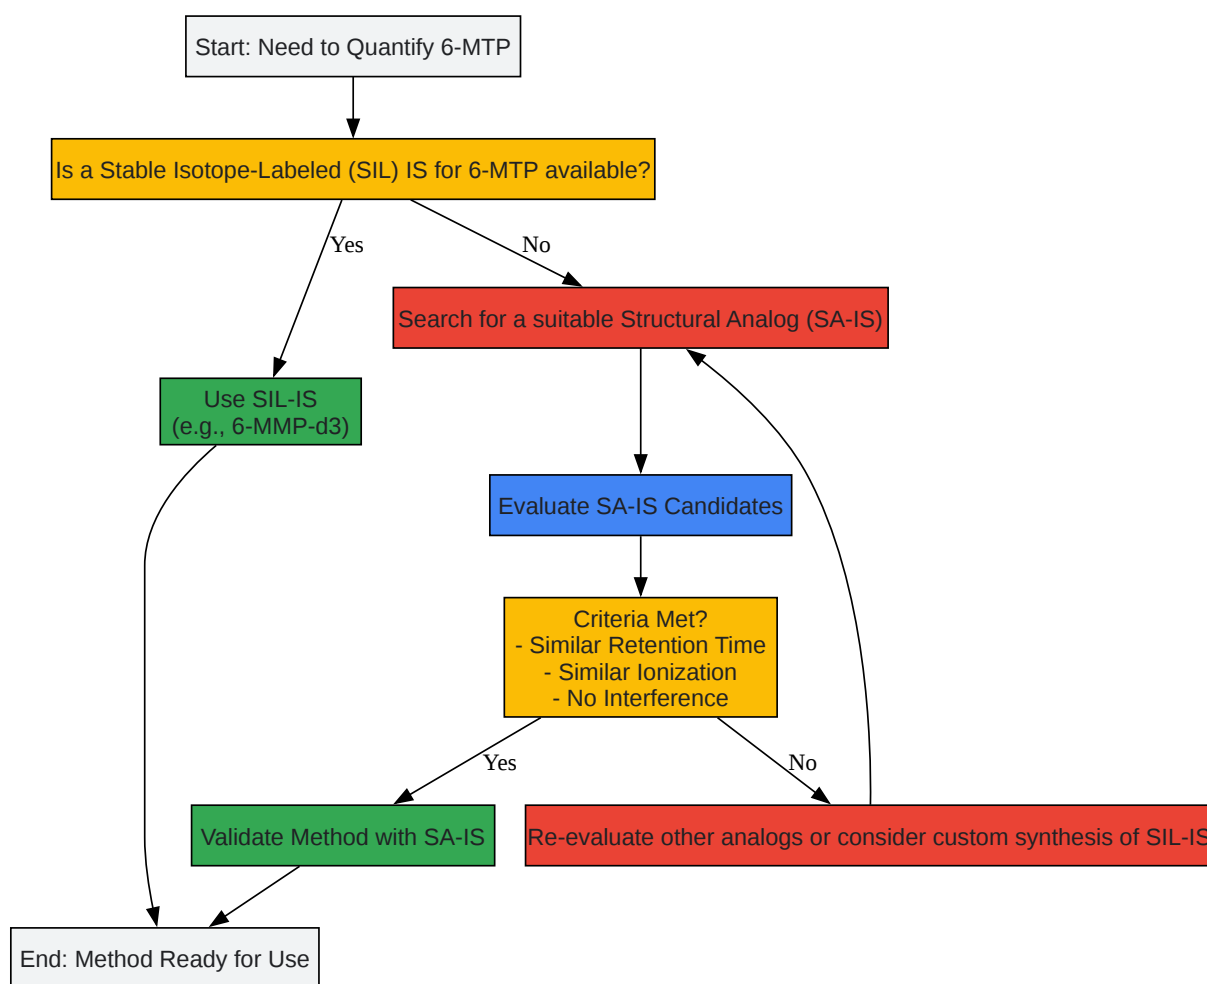 Start: Need to Quantify 6-MTP
Is a Stable Isotope-Labeled (SIL) IS for 6-MTP available?
Yes
No
Search for a suitable Structural Analog (SA-IS)
Use SIL-IS
(e.g., 6-MMP-d3)
Evaluate SA-IS Candidates
Criteria Met?
- Similar Retention Time
- Similar Ionization
- No Interference
Yes
No
Validate Method with SA-IS
Re-evaluate other analogs or consider custom synthesis of SIL-IS
End: Method Ready for Use